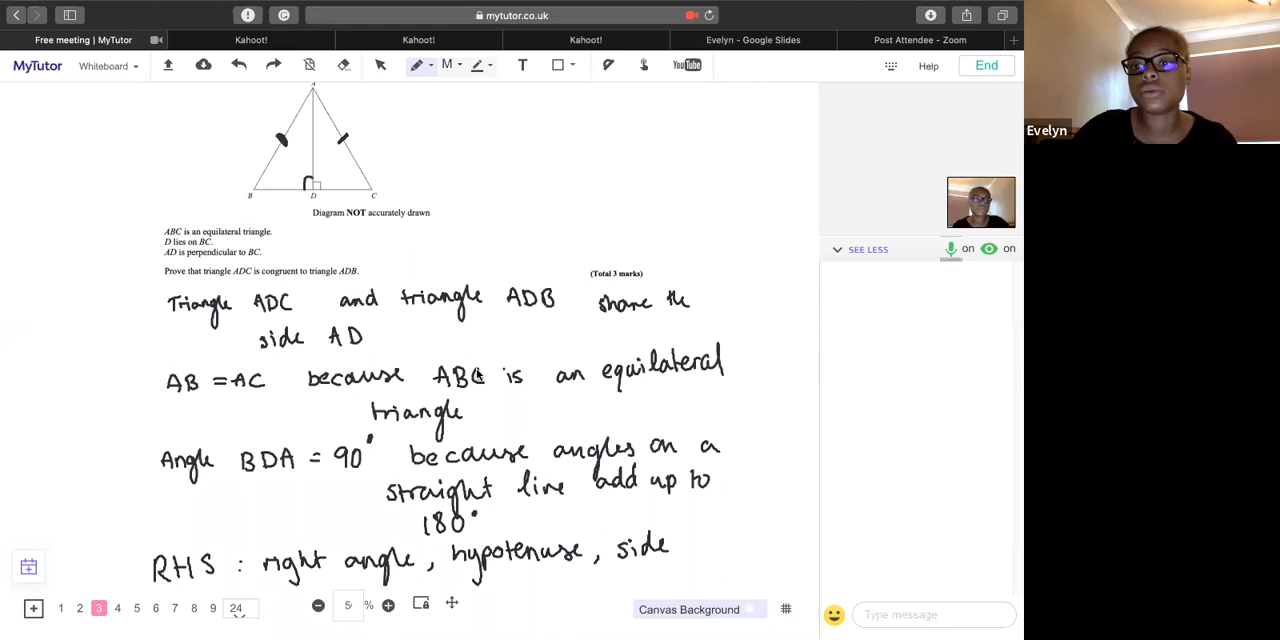 mytutor.co.uk
Free meeting | MyTutor
Kahoot!
Kahoot!
Kahoot!
Evelyn - Google Slides
Post Attendee - Zoom
MyTutor
Whiteboard
M
T
YouTube
Help
End
Evelyn
B
D
C
Diagram NOT accurately drawn
ABC is an equilateral triangle.
D lies on BC.
AD is perpendicular to BC.
Prove that triangle ADC is congruent to triangle ADB.
(Total 3 marks)
Triangle ADC and triangle ADB share the
side AD
AB = AC because ABC is an equilateral
triangle
Angle BDA = 90° because angles on a
straight line add up to
180°
RHS : right angle, hypotenuse, side
SEE LESS
on
on
1 2 3 4 5 6 7 8 9 24
5 %
Canvas Background
Type message